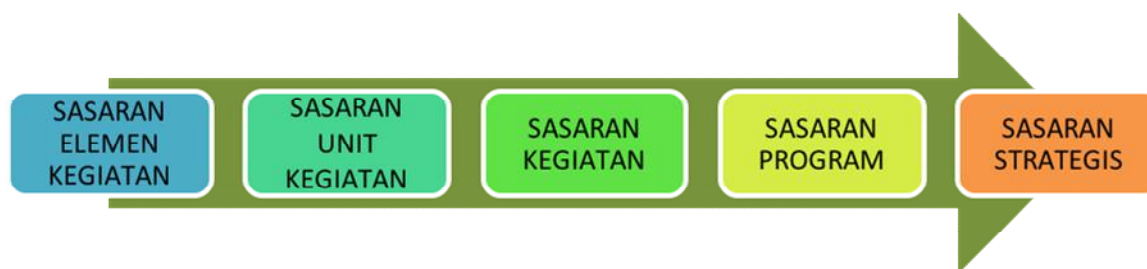 SASARAN
ELEMEN
KEGIATAN
SASARAN
UNIT
KEGIATAN
SASARAN
KEGIATAN
SASARAN
PROGRAM
SASARAN
STRATEGIS